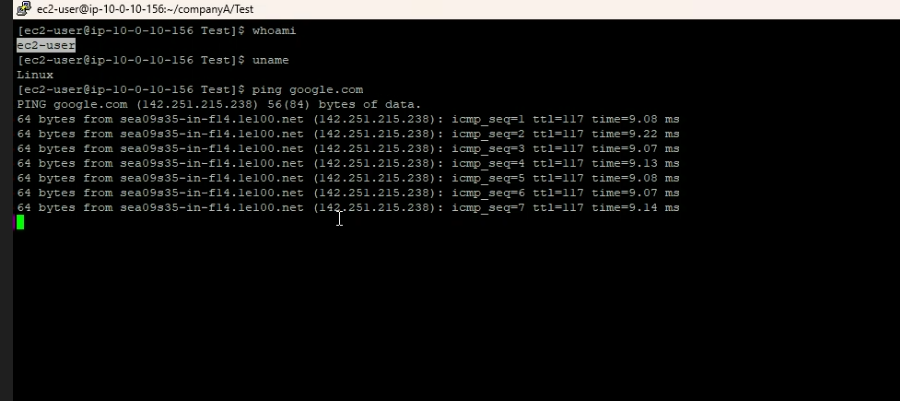 ec2-user@ip-10-0-10-156:~/companyA/Test
[ec2-user@ip-10-0-10-156 Test]$ whoami
ec2-user
[ec2-user@ip-10-0-10-156 Test]$ uname
Linux
[ec2-user@ip-10-0-10-156 Test]$ ping google.com
PING google.com (142.251.215.238) 56(84) bytes of data.
64 bytes from sea09s35-in-f14.1e100.net (142.251.215.238): icmp_seq=1 ttl=117 time=9.08 ms
64 bytes from sea09s35-in-f14.1e100.net (142.251.215.238): icmp_seq=2 ttl=117 time=9.22 ms
64 bytes from sea09s35-in-f14.1e100.net (142.251.215.238): icmp_seq=3 ttl=117 time=9.07 ms
64 bytes from sea09s35-in-f14.1e100.net (142.251.215.238): icmp_seq=4 ttl=117 time=9.13 ms
64 bytes from sea09s35-in-f14.1e100.net (142.251.215.238): icmp_seq=5 ttl=117 time=9.08 ms
64 bytes from sea09s35-in-f14.1e100.net (142.251.215.238): icmp_seq=6 ttl=117 time=9.07 ms
64 bytes from sea09s35-in-f14.1e100.net (142.251.215.238): icmp_seq=7 ttl=117 time=9.14 ms